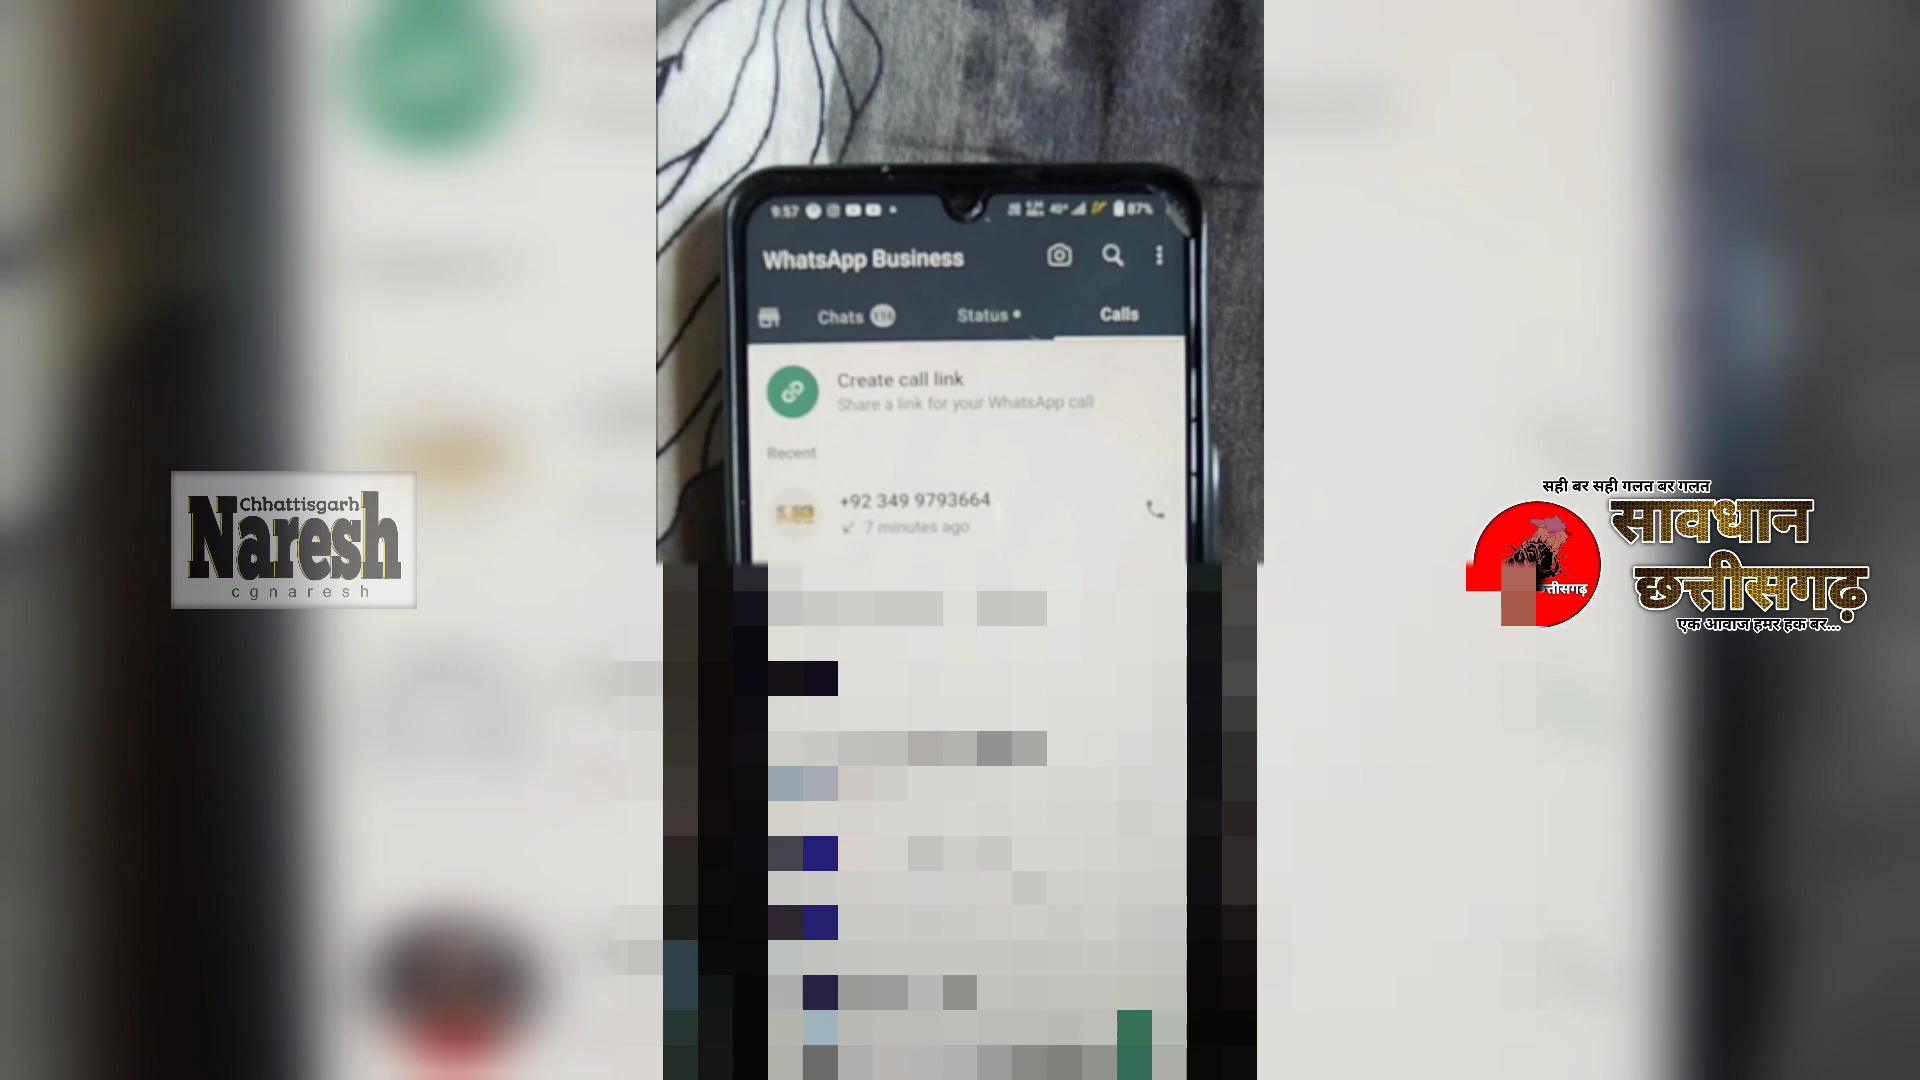 9:57
87%
WhatsApp Business
Chats
Status
Calls
Create call link
Share a link for your WhatsApp call
Recent
+92 349 9793664
7 minutes ago
Chhattisgarh
Naresh
cgnaresh
सही बर सही गलत बर गलत
सावधान
छत्तीसगढ़
एक आवाज हमर हक बर...